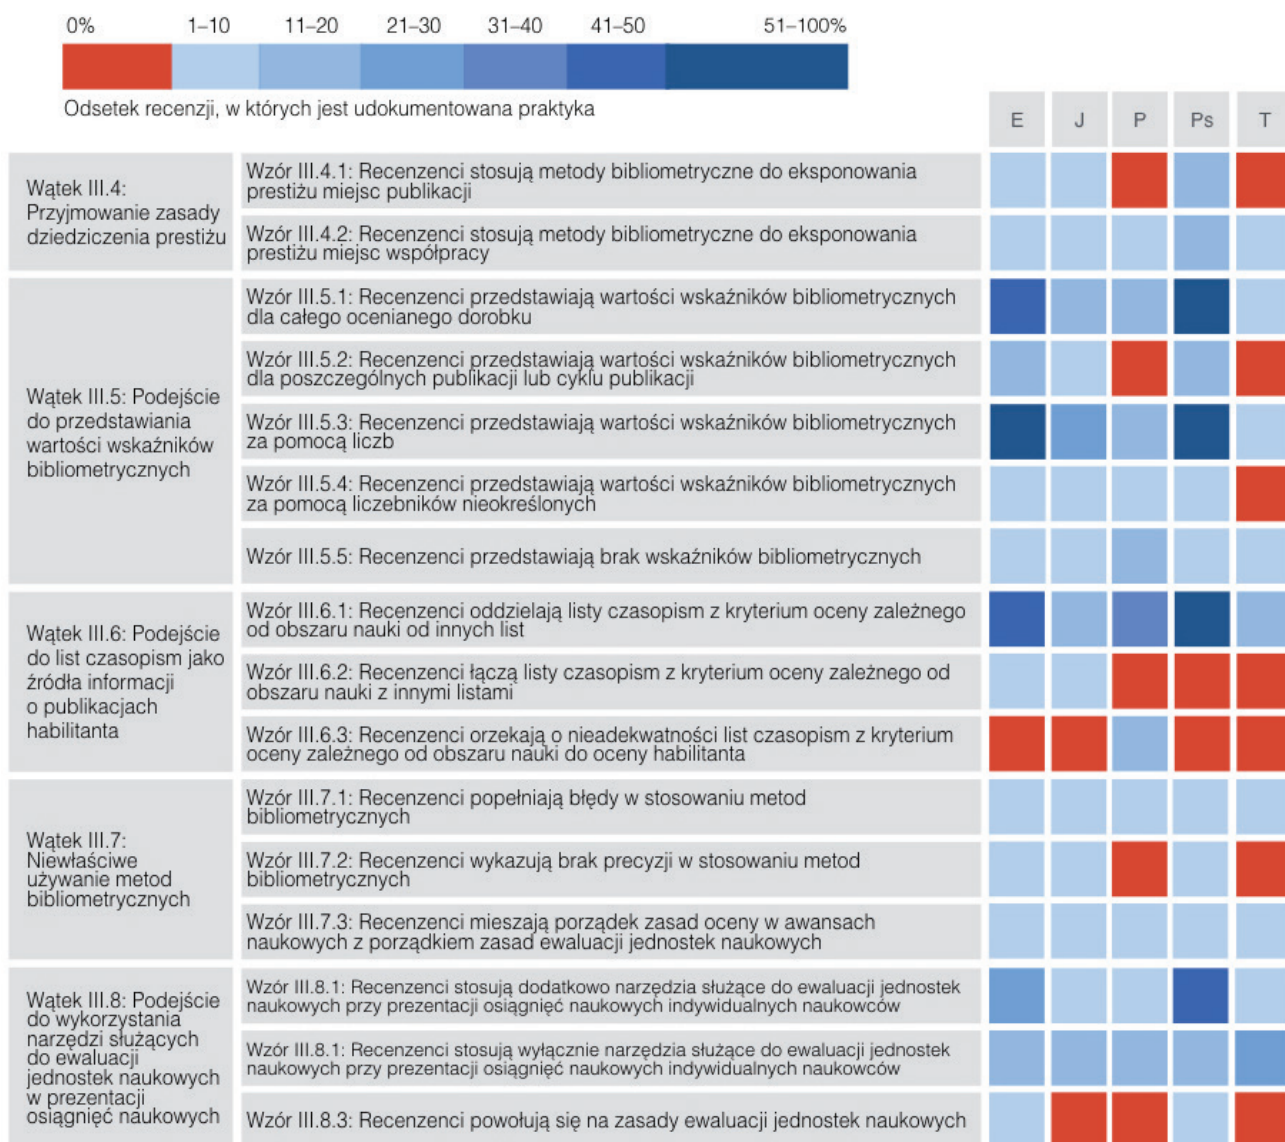 0% 1–10 11–20 21–30 31–40 41–50 51–100%
Odsetek recenzji, w których jest udokumentowana praktyka
E J P Ps T
Wątek III.4:
Przyjmowanie zasady
dziedziczenia prestiżu
Wzór III.4.1: Recenzenci stosują metody bibliometryczne do eksponowania
prestiżu miejsc publikacji
Wzór III.4.2: Recenzenci stosują metody bibliometryczne do eksponowania
prestiżu miejsc współpracy
Wątek III.5: Podejście
do przedstawiania
wartości wskaźników
bibliometrycznych
Wzór III.5.1: Recenzenci przedstawiają wartości wskaźników bibliometrycznych
dla całego ocenianego dorobku
Wzór III.5.2: Recenzenci przedstawiają wartości wskaźników bibliometrycznych
dla poszczególnych publikacji lub cyklu publikacji
Wzór III.5.3: Recenzenci przedstawiają wartości wskaźników bibliometrycznych
za pomocą liczb
Wzór III.5.4: Recenzenci przedstawiają wartości wskaźników bibliometrycznych
za pomocą liczebników nieokreślonych
Wzór III.5.5: Recenzenci przedstawiają brak wskaźników bibliometrycznych
Wątek III.6: Podejście
do list czasopism jako
źródła informacji
o publikacjach
habilitanta
Wzór III.6.1: Recenzenci oddzielają listy czasopism z kryterium oceny zależnego
od obszaru nauki od innych list
Wzór III.6.2: Recenzenci łączą listy czasopism z kryterium oceny zależnego od
obszaru nauki z innymi listami
Wzór III.6.3: Recenzenci orzekają o nieadekwatności list czasopism z kryterium
oceny zależnego od obszaru nauki do oceny habilitanta
Wątek III.7:
Niewłaściwe
używanie metod
bibliometrycznych
Wzór III.7.1: Recenzenci popełniają błędy w stosowaniu metod
bibliometrycznych
Wzór III.7.2: Recenzenci wykazują brak precyzji w stosowaniu metod
bibliometrycznych
Wzór III.7.3: Recenzenci mieszają porządek zasad oceny w awansach
naukowych z porządkiem zasad ewaluacji jednostek naukowych
Wątek III.8: Podejście
do wykorzystania
narzędzi służących
do ewaluacji
jednostek naukowych
w prezentacji
osiągnięć naukowych
Wzór III.8.1: Recenzenci stosują dodatkowo narzędzia służące do ewaluacji jednostek
naukowych przy prezentacji osiągnięć naukowych indywidualnych naukowców
Wzór III.8.1: Recenzenci stosują wyłącznie narzędzia służące do ewaluacji jednostek
naukowych przy prezentacji osiągnięć naukowych indywidualnych naukowców
Wzór III.8.3: Recenzenci powołują się na zasady ewaluacji jednostek naukowych